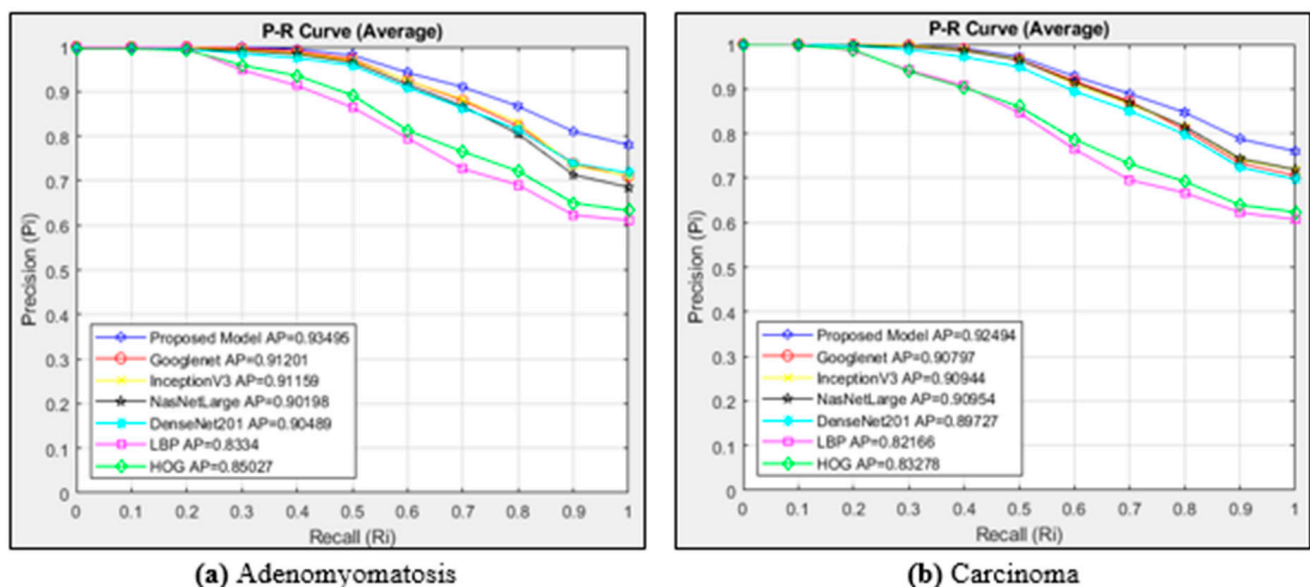 P-R Curve (Average)
1
0.9
0.8
0.7
0.6
0.5
0.4
0.3
0.2
0.1
0
Precision (Pi)
Proposed Model AP=0.93495
Googlenet AP=0.91201
InceptionV3 AP=0.91159
NasNetLarge AP=0.90198
DenseNet201 AP=0.90489
LBP AP=0.8334
HOG AP=0.85027
0 0.1 0.2 0.3 0.4 0.5 0.6 0.7 0.8 0.9 1
Recall (Ri)
(a) Adenomyomatosis
P-R Curve (Average)
1
0.9
0.8
0.7
0.6
0.5
0.4
0.3
0.2
0.1
0
Precision (Pi)
Proposed Model AP=0.92494
Googlenet AP=0.90797
InceptionV3 AP=0.90944
NasNetLarge AP=0.90954
DenseNet201 AP=0.89727
LBP AP=0.82166
HOG AP=0.83278
0 0.1 0.2 0.3 0.4 0.5 0.6 0.7 0.8 0.9 1
Recall (Ri)
(b) Carcinoma